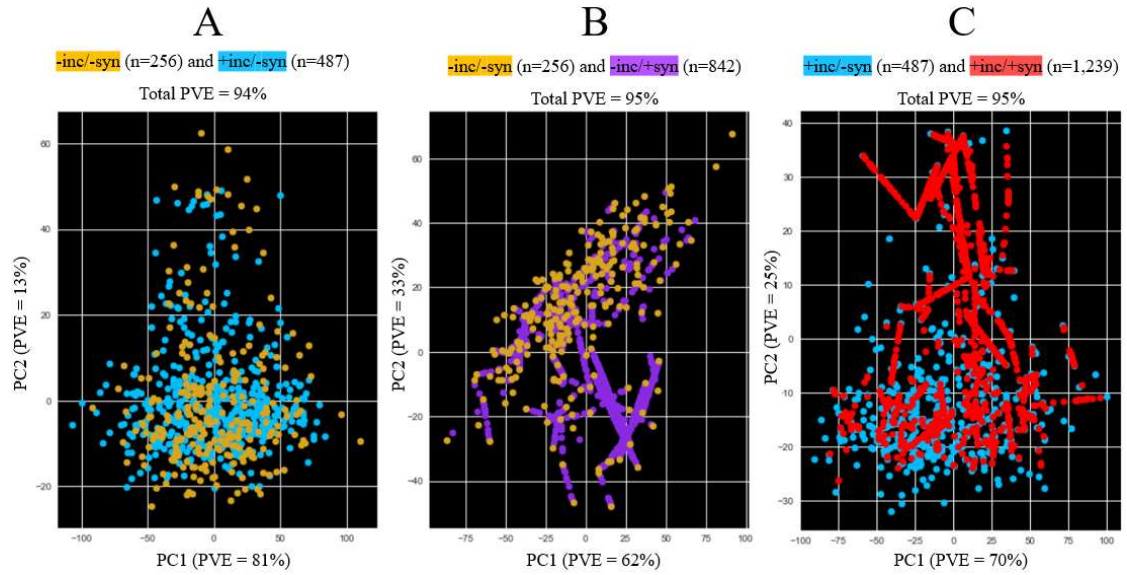 A
B
C
-inc/-syn (n=256) and +inc/-syn (n=487)
-inc/-syn (n=256) and -inc/+syn (n=842)
+inc/-syn (n=487) and +inc/+syn (n=1,239)
Total PVE = 94%
Total PVE = 95%
Total PVE = 95%
PC2 (PVE = 13%)
60
40
20
0
−20
−100
−50
0
50
100
PC1 (PVE = 81%)
PC2 (PVE = 33%)
60
40
20
0
−20
−40
−75
−50
−25
0
25
50
75
100
PC1 (PVE = 62%)
PC2 (PVE = 25%)
40
30
20
10
0
−10
−20
−30
−100
−75
−50
−25
0
25
50
75
100
PC1 (PVE = 70%)